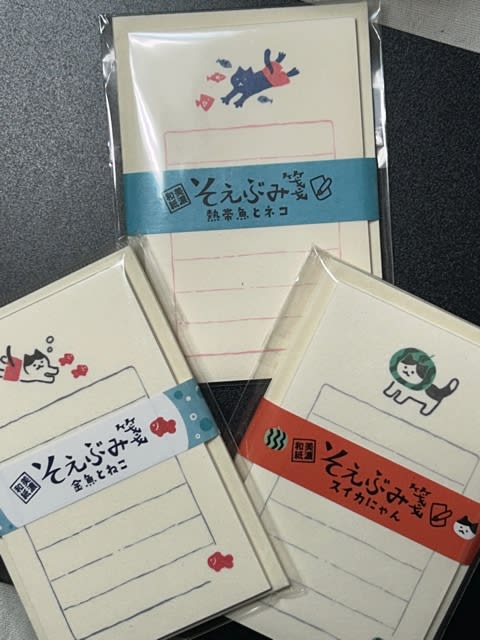 美濃和紙
そえぶみ箋
熱帯魚とネコ
美濃和紙
そえぶみ箋
金魚とねこ
美濃和紙
そえぶみ箋
スイカにゃん